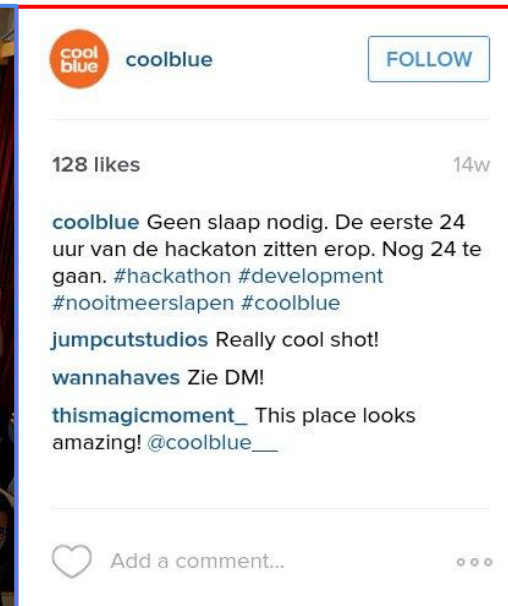 cool
blue
coolblue
FOLLOW
128 likes
14w
coolblue Geen slaap nodig. De eerste 24
uur van de hackaton zitten erop. Nog 24 te
gaan. #hackathon #development
#nooitmeerslapen #coolblue
jumpcutstudios Really cool shot!
wannahaves Zie DM!
thismagicmoment_ This place looks
amazing! @coolblue__
Add a comment...